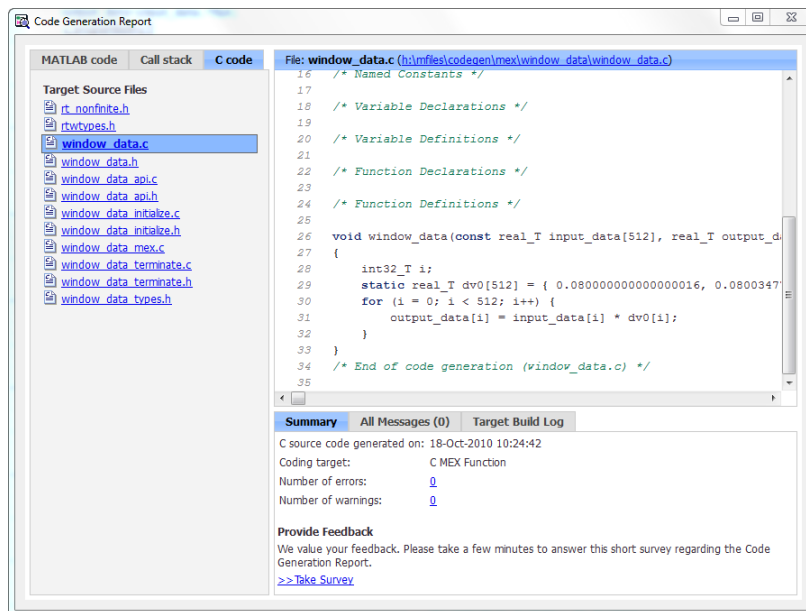 Code Generation Report
MATLAB code Call stack C code
Target Source Files
rt_nonfinite.h
rtwtypes.h
window_data.c
window_data.h
window_data_api.c
window_data_api.h
window_data_initialize.c
window_data_initialize.h
window_data_mex.c
window_data_terminate.c
window_data_terminate.h
window_data_types.h
File: window_data.c (h:\mfiles\codegen\mex\window_data\window_data.c)
16 /* Named Constants */
17
18 /* Variable Declarations */
19
20 /* Variable Definitions */
21
22 /* Function Declarations */
23
24 /* Function Definitions */
25
26 void window_data(const real_T input_data[512], real_T output_da
27 {
28 int32_T i;
29 static real_T dv0[512] = { 0.080000000000000016, 0.0800347
30 for (i = 0; i < 512; i++) {
31 output_data[i] = input_data[i] * dv0[i];
32 }
33 }
34 /* End of code generation (window_data.c) */
35
Summary All Messages (0) Target Build Log
C source code generated on: 18-Oct-2010 10:24:42
Coding target: C MEX Function
Number of errors: 0
Number of warnings: 0
Provide Feedback
We value your feedback. Please take a few minutes to answer this short survey regarding the Code
Generation Report.
>>Take Survey